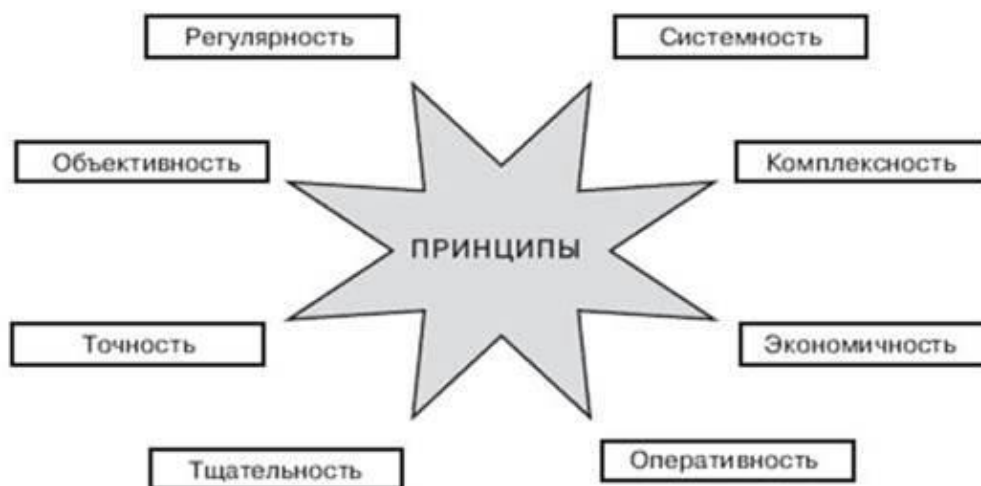 Регулярность
Системность
Объективность
Комплексность
ПРИНЦИПЫ
Точность
Экономичность
Тщательность
Оперативность